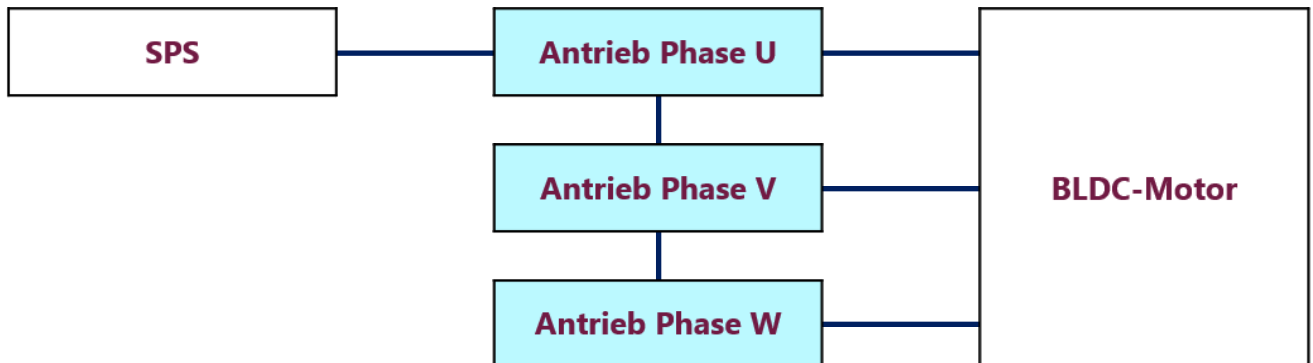 SPS
Antrieb Phase U
Antrieb Phase V
BLDC-Motor
Antrieb Phase W